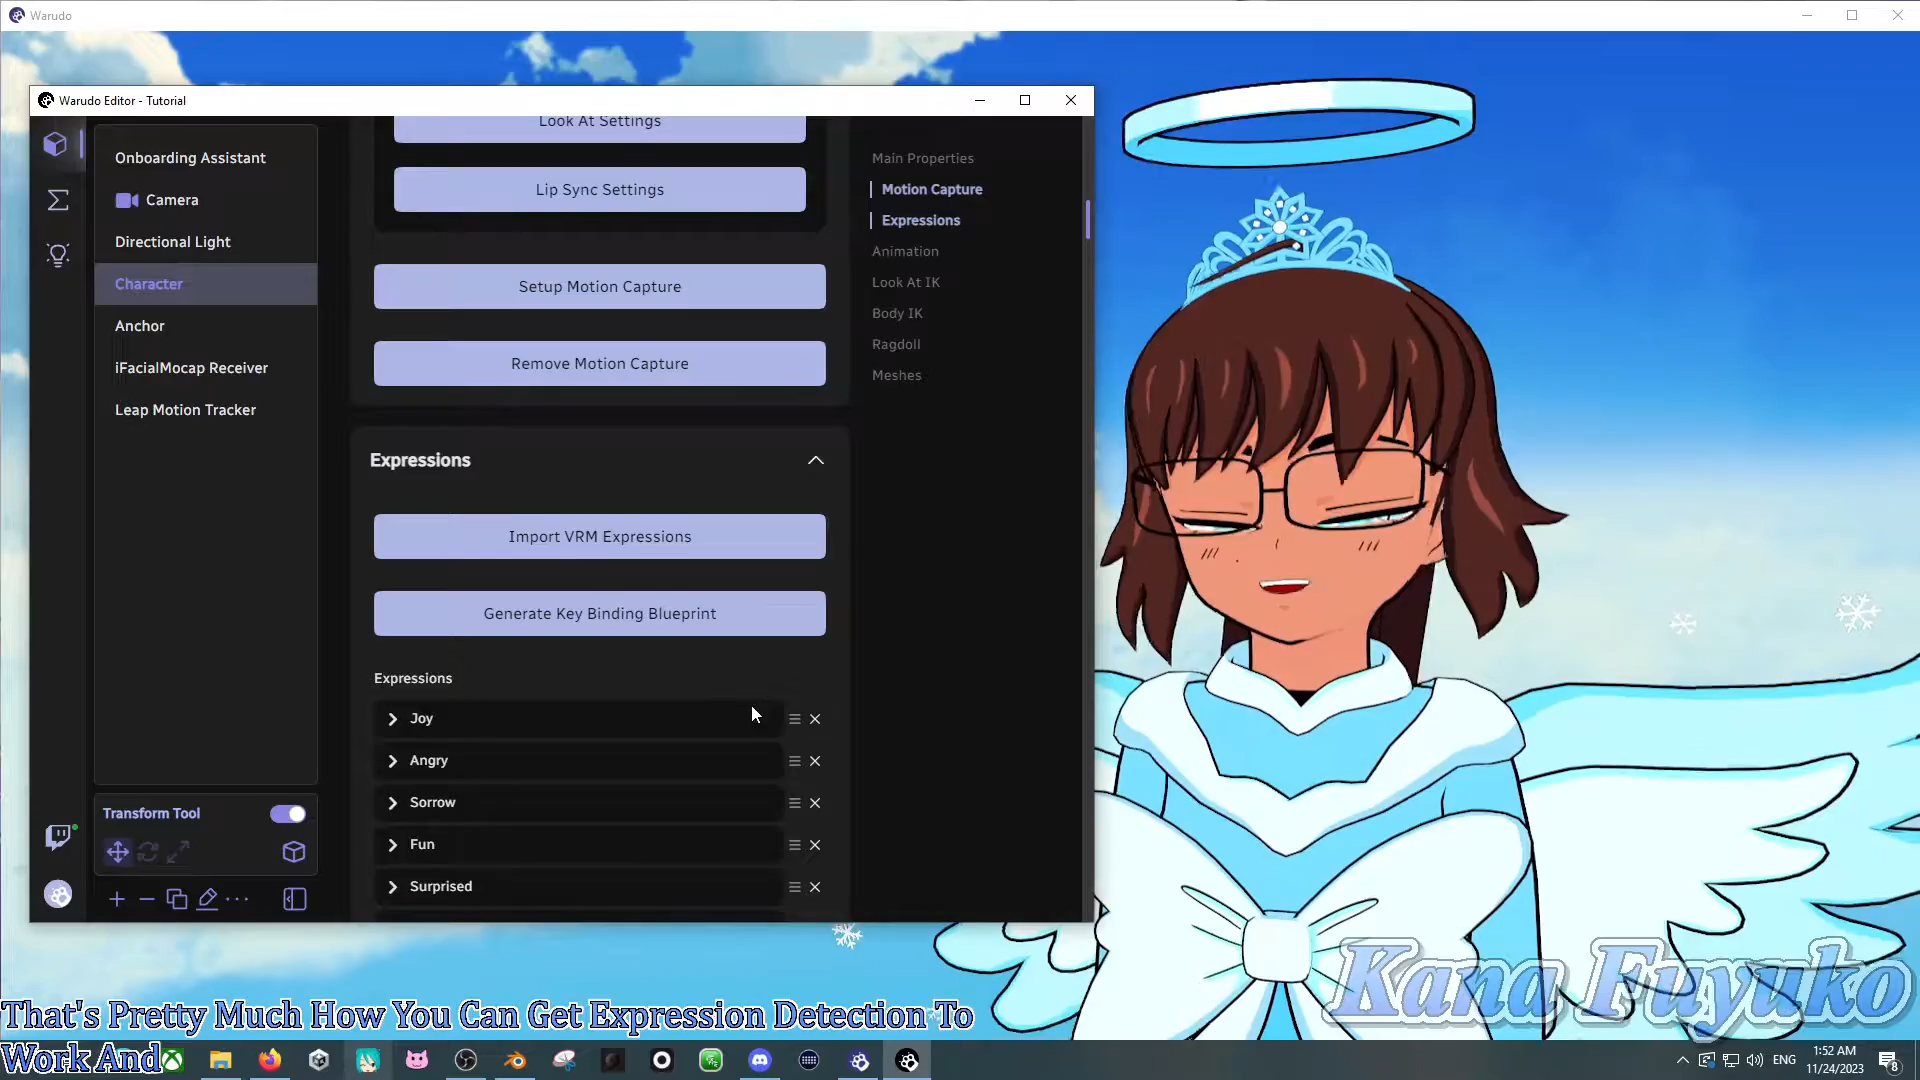 Warudo
Warudo Editor - Tutorial
Onboarding Assistant
Camera
Directional Light
Character
Anchor
iFacialMocap Receiver
Leap Motion Tracker
Transform Tool
Look At Settings
Lip Sync Settings
Setup Motion Capture
Remove Motion Capture
Expressions
Import VRM Expressions
Generate Key Binding Blueprint
Expressions
Joy
Angry
Sorrow
Fun
Surprised
Main Properties
Motion Capture
Expressions
Animation
Look At IK
Body IK
Ragdoll
Meshes
Kana Fuyuko
That's Pretty Much How You Can Get Expression Detection To
Work And
ENG
1:52 AM
11/24/2023
8